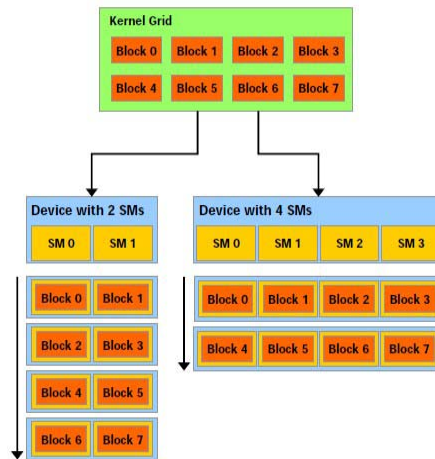 Kernel Grid
Block 0 Block 1 Block 2 Block 3
Block 4 Block 5 Block 6 Block 7
Device with 2 SMs
SM 0 SM 1
Block 0 Block 1
Block 2 Block 3
Block 4 Block 5
Block 6 Block 7
Device with 4 SMs
SM 0 SM 1 SM 2 SM 3
Block 0 Block 1 Block 2 Block 3
Block 4 Block 5 Block 6 Block 7